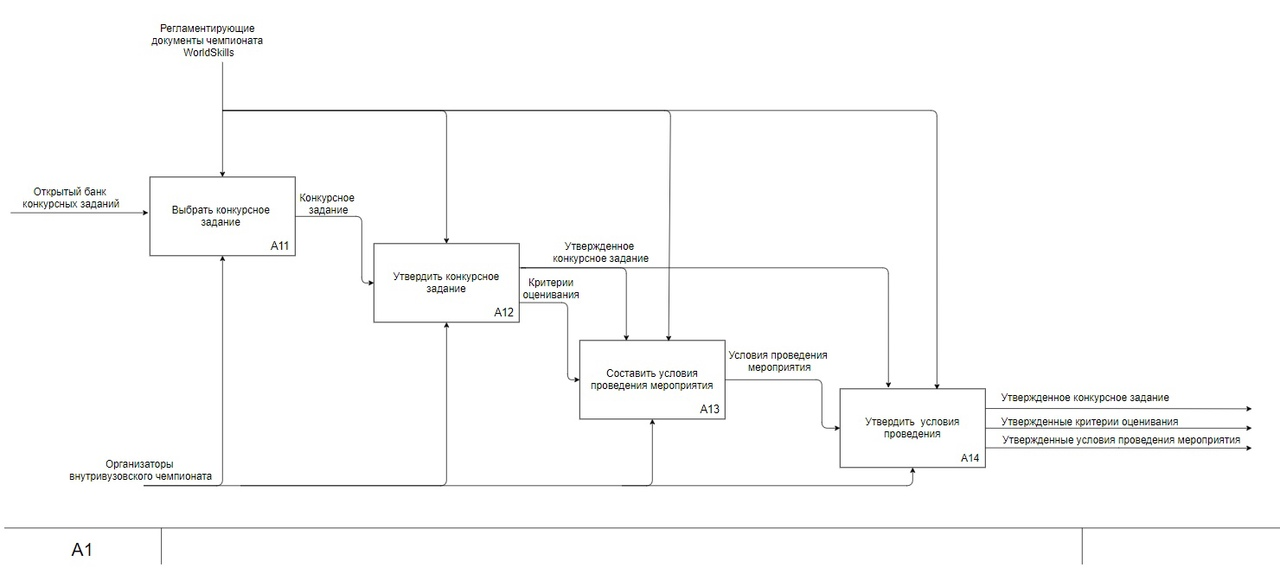 Регламентирующие
документы чемпионата
WorldSkills
Открытый банк
конкурсных заданий
Выбрать конкурсное
задание
A11
Конкурсное
задание
Утвердить конкурсное
задание
A12
Утвержденное
конкурсное задание
Критерии
оценивания
Составить условия
проведения мероприятия
A13
Условия проведения
мероприятия
Утвердить условия
проведения
A14
Утвержденное конкурсное задание
Утвержденные критерии оценивания
Утвержденные условия проведения мероприятия
Организаторы
внутривузовского чемпионата
A1